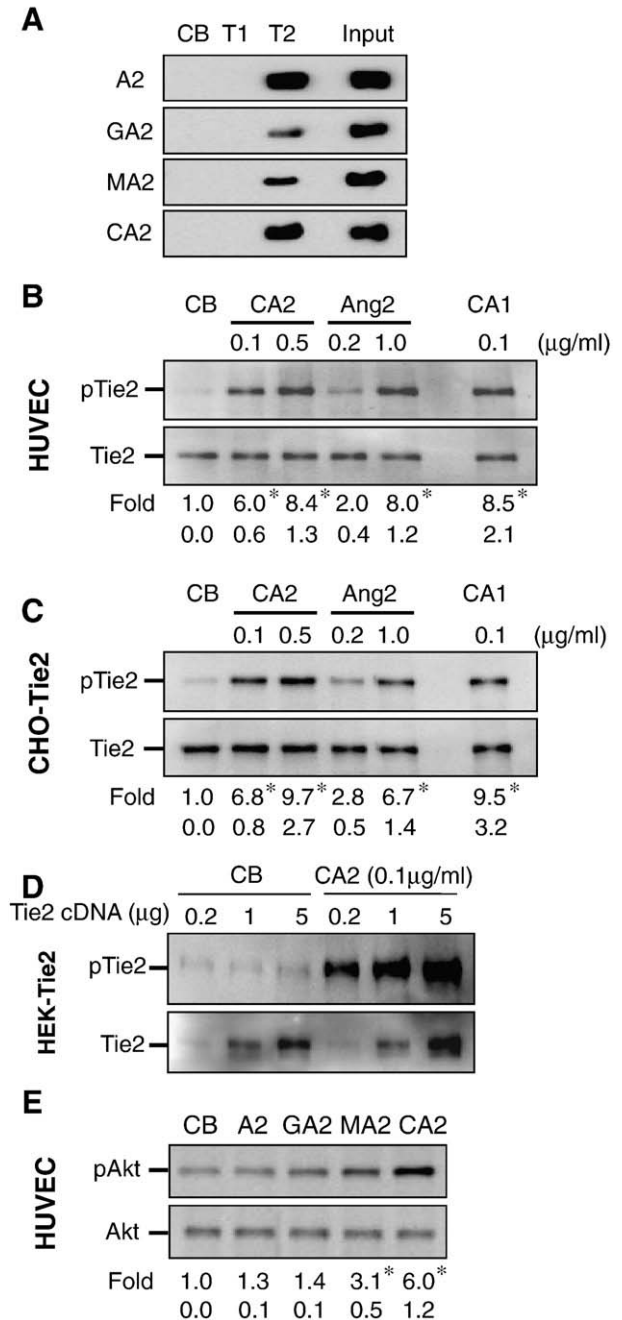 A
CB T1 T2 Input
A2
GA2
MA2
CA2
B
CB CA2 Ang2 CA1
0.1 0.5 0.2 1.0 0.1 (μg/ml)
HUVEC
pTie2
Tie2
Fold 1.0 6.0* 8.4* 2.0 8.0* 8.5*
0.0 0.6 1.3 0.4 1.2 2.1
C
CB CA2 Ang2 CA1
0.1 0.5 0.2 1.0 0.1 (μg/ml)
CHO-Tie2
pTie2
Tie2
Fold 1.0 6.8* 9.7* 2.8 6.7* 9.5*
0.0 0.8 2.7 0.5 1.4 3.2
D
CB CA2 (0.1μg/ml)
Tie2 cDNA (μg) 0.2 1 5 0.2 1 5
HEK-Tie2
pTie2
Tie2
E
CB A2 GA2 MA2 CA2
HUVEC
pAkt
Akt
Fold 1.0 1.3 1.4 3.1* 6.0*
0.0 0.1 0.1 0.5 1.2